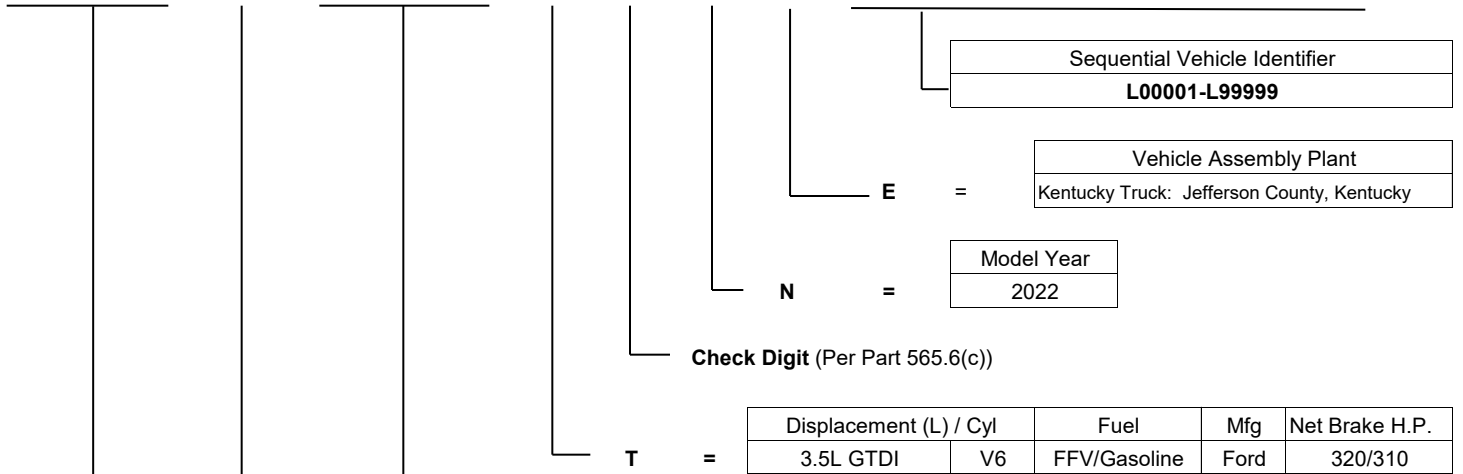 Sequential Vehicle Identifier
L00001-L99999
Vehicle Assembly Plant
E = Kentucky Truck: Jefferson County, Kentucky
Model Year
N = 2022
Check Digit (Per Part 565.6(c))
Displacement (L) / Cyl Fuel Mfg Net Brake H.P.
T = 3.5L GTDI V6 FFV/Gasoline Ford 320/310